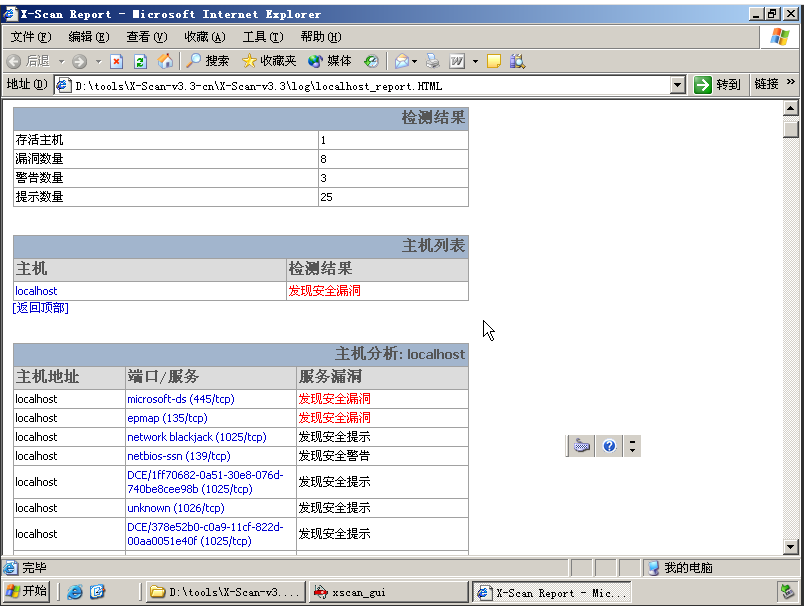 X-Scan Report - Microsoft Internet Explorer
文件(F) 编辑(E) 查看(V) 收藏(A) 工具(T) 帮助(H)
后退 搜索 收藏夹 媒体
地址(D) D:\tools\X-Scan-v3.3-cn\X-Scan-v3.3\log\localhost_report.HTML 转到 链接 »
检测结果
存活主机 1
漏洞数量 8
警告数量 3
提示数量 25
主机列表
主机 检测结果
localhost 发现安全漏洞
[返回顶部]
主机分析: localhost
主机地址 端口/服务 服务漏洞
localhost microsoft-ds (445/tcp) 发现安全漏洞
localhost epmap (135/tcp) 发现安全漏洞
localhost network blackjack (1025/tcp) 发现安全提示
localhost netbios-ssn (139/tcp) 发现安全警告
localhost DCE/1ff70682-0a51-30e8-076d-
740be8cee98b (1025/tcp) 发现安全提示
localhost unknown (1026/tcp) 发现安全提示
localhost DCE/378e52b0-c0a9-11cf-822d-
00aa0051e40f (1025/tcp) 发现安全提示
完毕 我的电脑
开始 D:\tools\X-Scan-v3.... xscan_gui X-Scan Report - Mic...